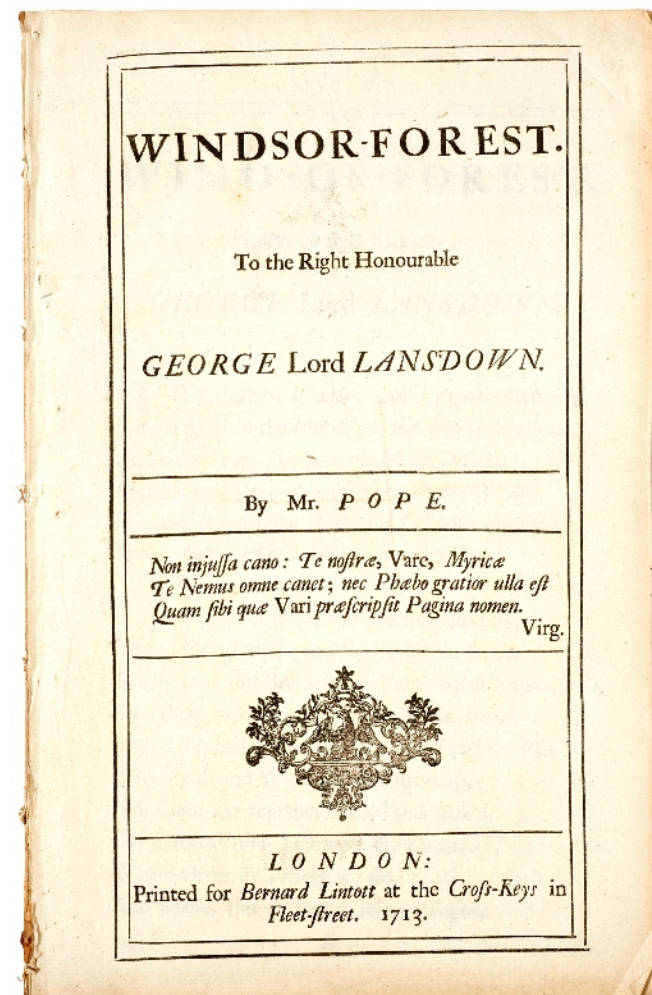 WINDSOR-FOREST.
To the Right Honourable
GEORGE Lord LANSDOWN.
By Mr. POPE.
Non injuſſa cano: Te noſtræ, Vare, Myricæ
Te Nemus omne canet; nec Phæbo gratior ulla eſt
Quam ſibi quæ Vari præſcripſit Pagina nomen.
Virg.
LONDON:
Printed for Bernard Lintott at the Croſs-Keys in
Fleet-ſtreet. 1713.